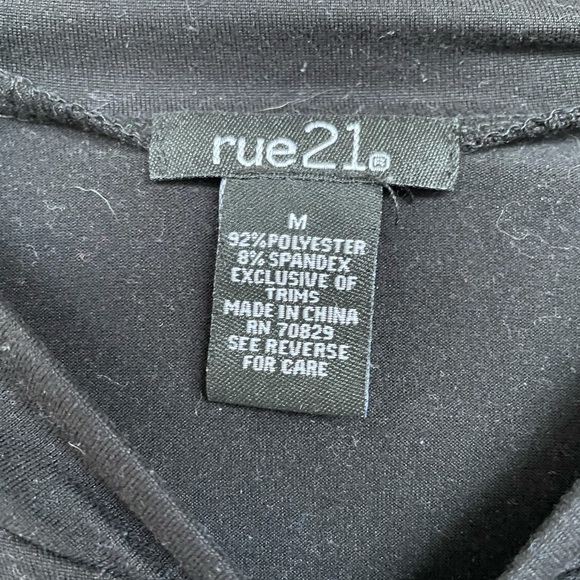 rue21®
M
92%POLYESTER
8% SPANDEX
EXCLUSIVE OF
TRIMS
MADE IN CHINA
RN 70829
SEE REVERSE
FOR CARE